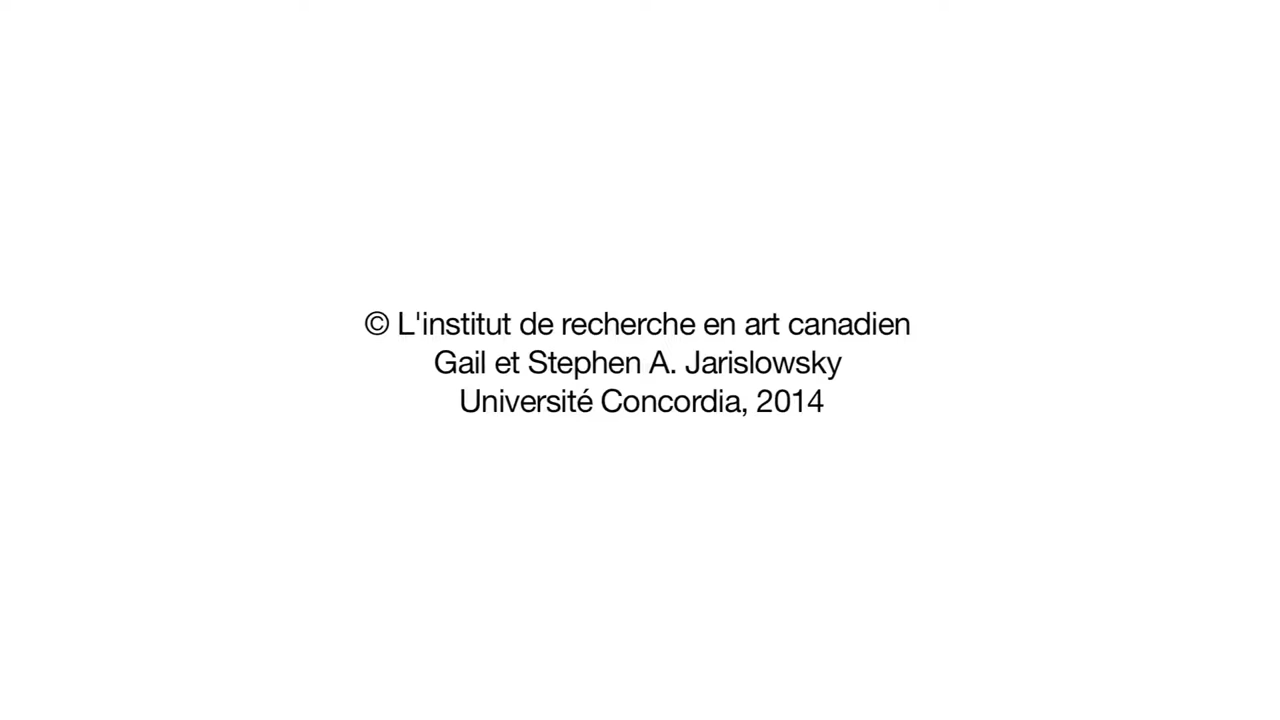 © L'institut de recherche en art canadien
Gail et Stephen A. Jarislowsky
Université Concordia, 2014